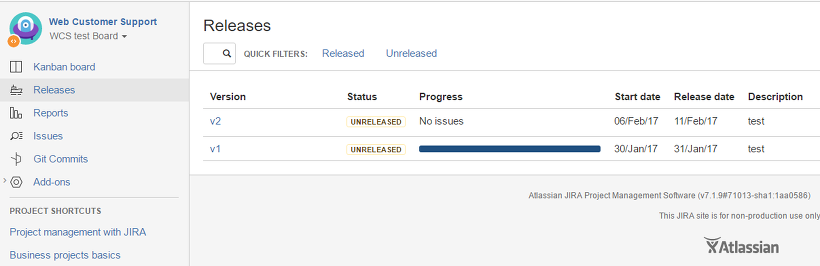 Web Customer Support
WCS test Board
Kanban board
Releases
Reports
Issues
Git Commits
Add-ons
PROJECT SHORTCUTS
Project management with JIRA
Business projects basics
Releases
QUICK FILTERS: Released Unreleased
Version Status Progress Start date Release date Description
v2 UNRELEASED No issues 06/Feb/17 11/Feb/17 test
v1 UNRELEASED 30/Jan/17 31/Jan/17 test
Atlassian JIRA Project Management Software (v7.1.9#71013-sha1:1aa0586)
This JIRA site is for non-production use only
Atlassian